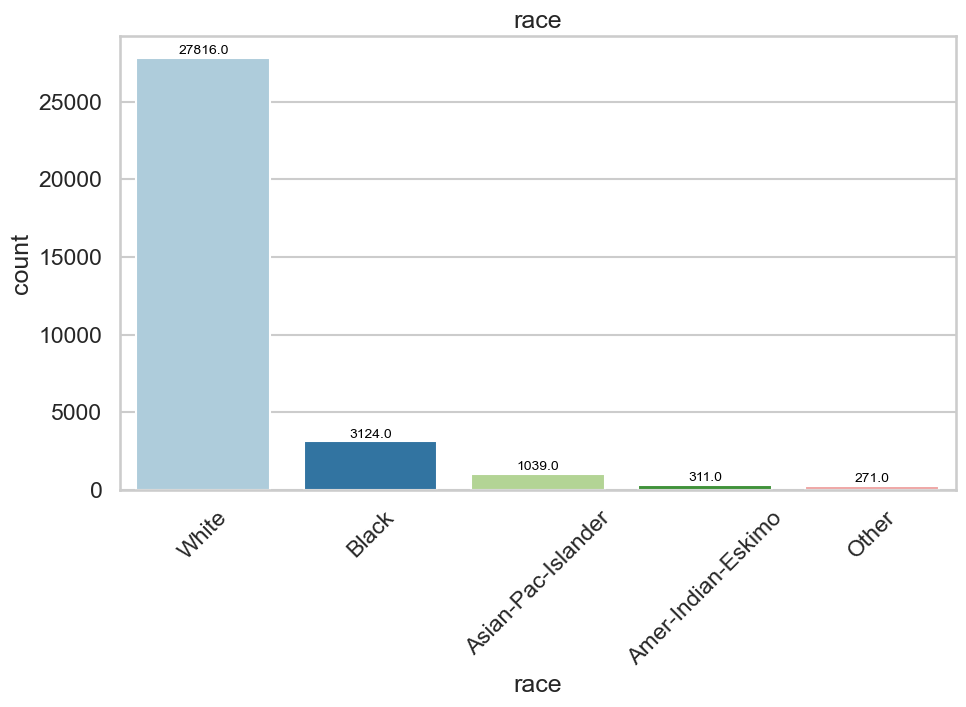 race
27816.0
25000
20000
15000
10000
5000
0
count
3124.0
1039.0
311.0
271.0
White
Black
Asian-Pac-Islander
Amer-Indian-Eskimo
Other
race